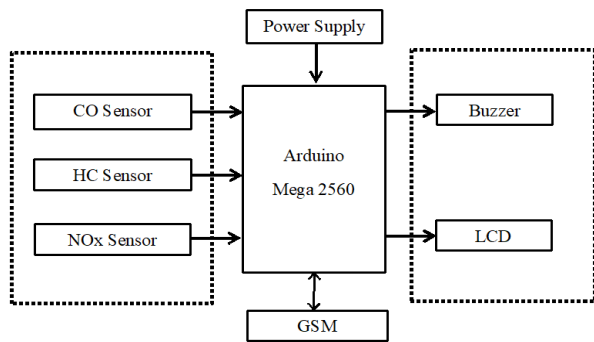 Power Supply
CO Sensor
HC Sensor
NOx Sensor
Arduino
Mega 2560
Buzzer
LCD
GSM